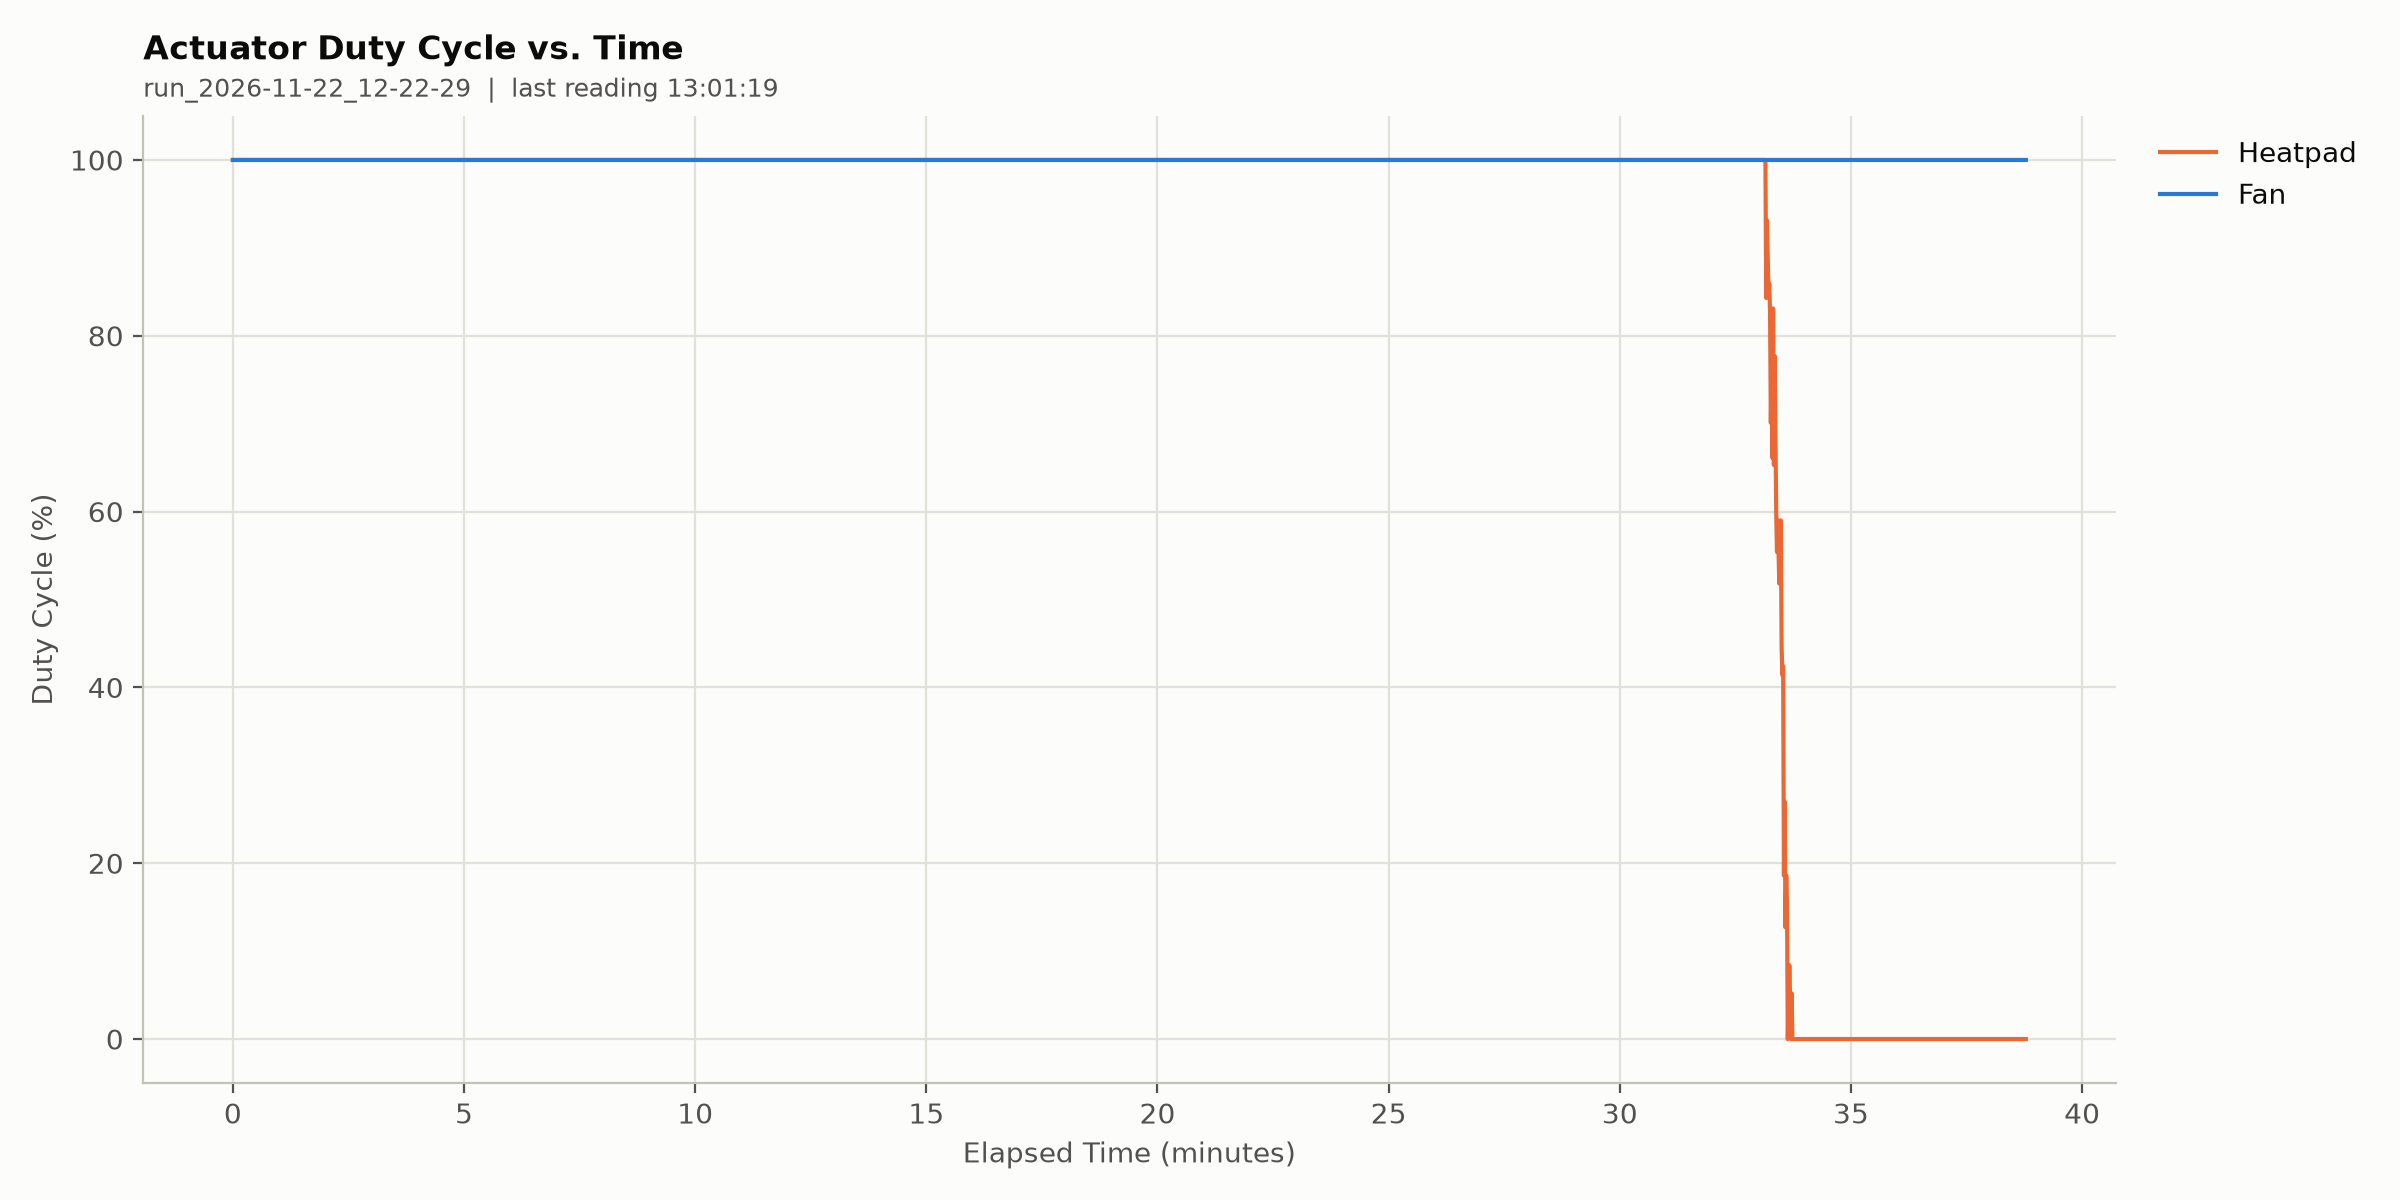 Actuator Duty Cycle vs. Time
run_2026-11-22_12-22-29  |  last reading 13:01:19
Heatpad
Fan
Duty Cycle (%)
100
80
60
40
20
0
0 5 10 15 20 25 30 35 40
Elapsed Time (minutes)